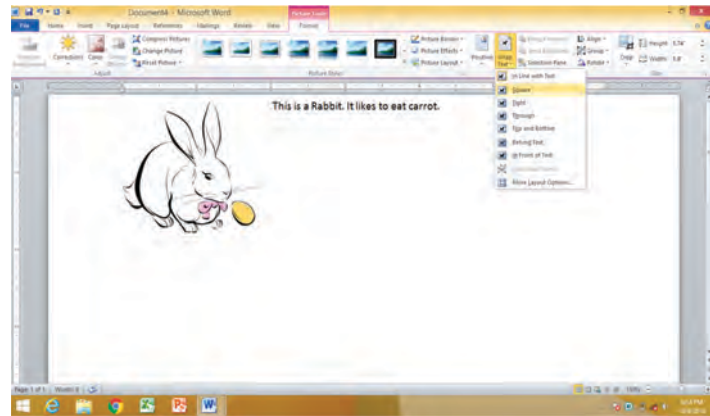 Document4 - Microsoft Word
Picture Tools
File Home Insert Page Layout References Mailings Review View Format
Corrections Color
Compress Pictures
Change Picture
Reset Picture
Adjust
Picture Styles
Picture Border
Picture Effects
Picture Layout
Position
Wrap Text
Selection Pane
Align
Group
Rotate
Crop
Height:
Width:
Size
In Line with Text
Square
Tight
Through
Top and Bottom
Behind Text
In Front of Text
More Layout Options...
This is a Rabbit. It likes to eat carrot.
Page: 1 of 1